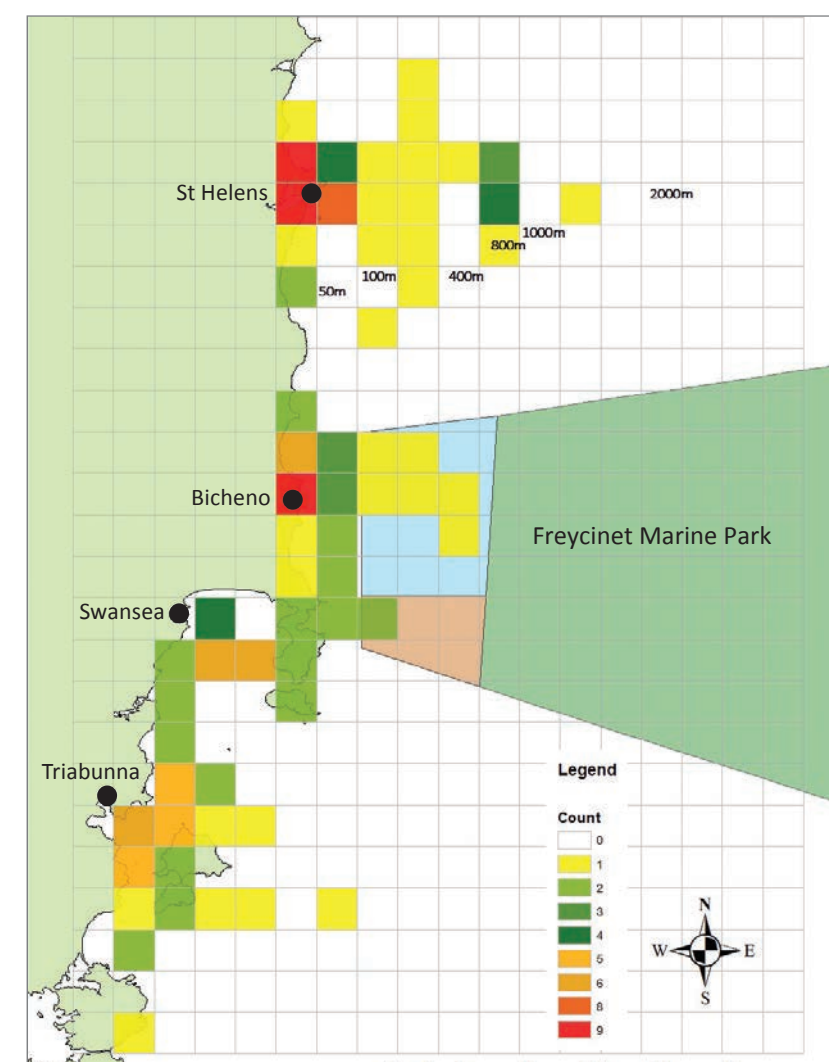 St Helens
2000m
1000m
800m
50m
100m
400m
Bicheno
Freycinet Marine Park
Swansea
Triabunna
Legend
Count
0
1
2
3
4
5
6
8
9
N
W
E
S